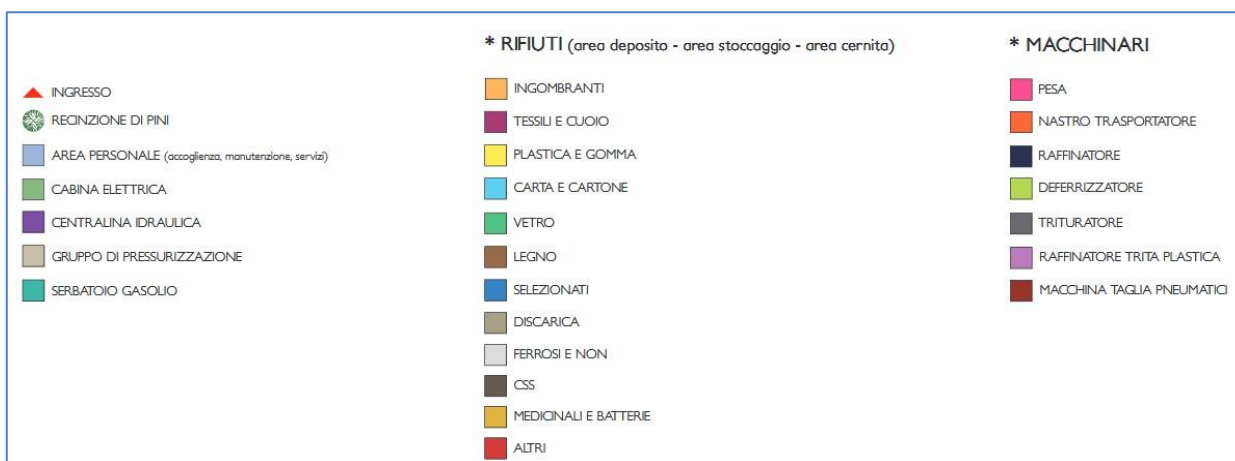 INGRESSO
RECINZIONE DI PINI
AREA PERSONALE (accoglienza, manutenzione, servizi)
CABINA ELETTRICA
CENTRALINA IDRAULICA
GRUPPO DI PRESSURIZZAZIONE
SERBATOIO GASOLIO
* RIFIUTI (area deposito - area stoccaggio - area cernita)
INGOMBRANTI
TESSILI E CUOIO
PLASTICA E GOMMA
CARTA E CARTONE
VETRO
LEGNO
SELEZIONATI
DISCARICA
FERROSI E NON
CSS
MEDICINALI E BATTERIE
ALTRI
* MACCHINARI
PESA
NASTRO TRASPORTATORE
RAFFINATORE
DEFERRIZZATORE
TRITURATORE
RAFFINATORE TRITA PLASTICA
MACCHINA TAGLIA PNEUMATICI